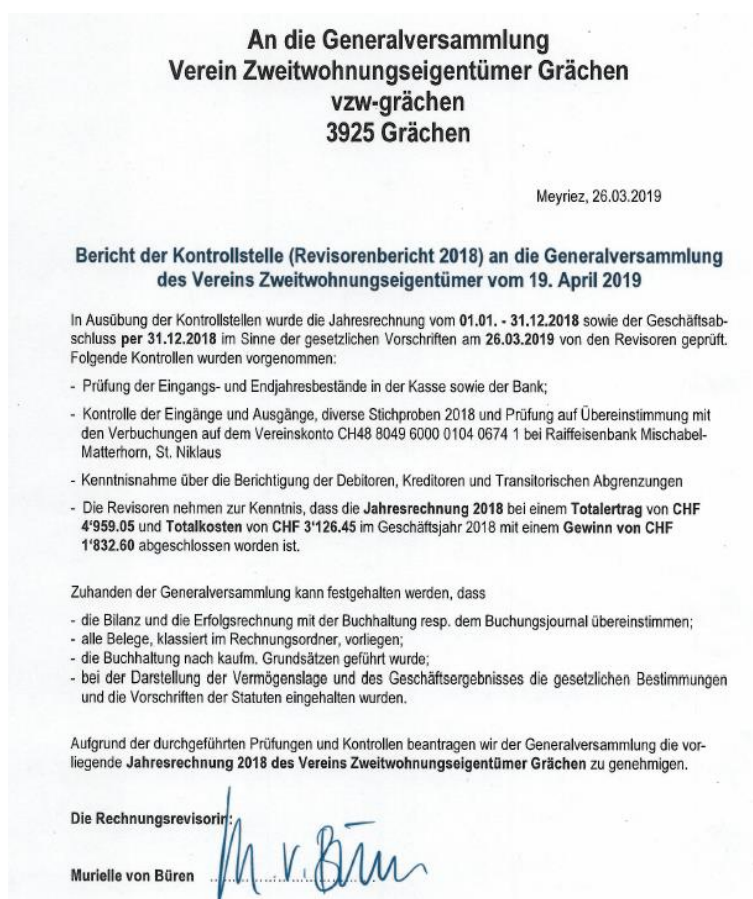 An die Generalversammlung
Verein Zweitwohnungseigentümer Grächen
vzw-grächen
3925 Grächen
Meyriez, 26.03.2019
Bericht der Kontrollstelle (Revisorenbericht 2018) an die Generalversammlung
des Vereins Zweitwohnungseigentümer vom 19. April 2019
In Ausübung der Kontrollstellen wurde die Jahresrechnung vom 01.01. - 31.12.2018 sowie der Geschäftsab-
schluss per 31.12.2018 im Sinne der gesetzlichen Vorschriften am 26.03.2019 von den Revisoren geprüft.
Folgende Kontrollen wurden vorgenommen:
- Prüfung der Eingangs- und Endjahresbestände in der Kasse sowie der Bank;
- Kontrolle der Eingänge und Ausgänge, diverse Stichproben 2018 und Prüfung auf Übereinstimmung mit
den Verbuchungen auf dem Vereinskonto CH48 8049 6000 0104 0674 1 bei Raiffeisenbank Mischabel-
Matterhorn, St. Niklaus
- Kenntnisnahme über die Berichtigung der Debitoren, Kreditoren und Transitorischen Abgrenzungen
- Die Revisoren nehmen zur Kenntnis, dass die Jahresrechnung 2018 bei einem Totalertrag von CHF
4'959.05 und Totalkosten von CHF 3'126.45 im Geschäftsjahr 2018 mit einem Gewinn von CHF
1'832.60 abgeschlossen worden ist.
Zuhanden der Generalversammlung kann festgehalten werden, dass
- die Bilanz und die Erfolgsrechnung mit der Buchhaltung resp. dem Buchungsjournal übereinstimmen;
- alle Belege, klassiert im Rechnungsordner, vorliegen;
- die Buchhaltung nach kaufm. Grundsätzen geführt wurde;
- bei der Darstellung der Vermögenslage und des Geschäftsergebnisses die gesetzlichen Bestimmungen
und die Vorschriften der Statuten eingehalten wurden.
Aufgrund der durchgeführten Prüfungen und Kontrollen beantragen wir der Generalversammlung die vor-
liegende Jahresrechnung 2018 des Vereins Zweitwohnungseigentümer Grächen zu genehmigen.
Die Rechnungsrevisorin:
Murielle von Büren M v. Büren